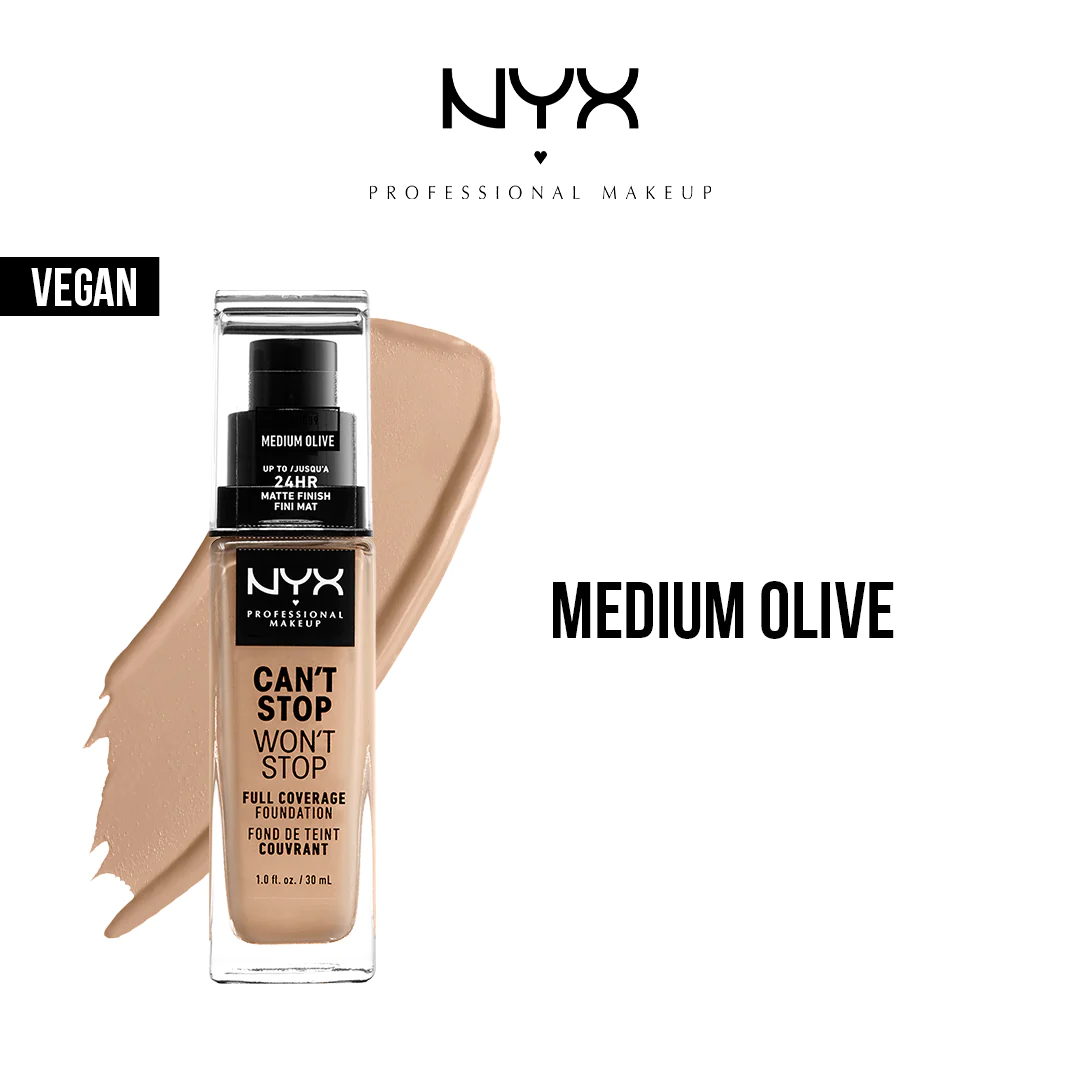 NYX
PROFESSIONAL MAKEUP
VEGAN
MEDIUM OLIVE
UP TO / JUSQU'A
24HR
MATTE FINISH
FINI MAT
NYX
PROFESSIONAL
MAKEUP
CAN'T
STOP
WON'T
STOP
FULL COVERAGE
FOUNDATION
FOND DE TEINT
COUVRANT
1.0 fl. oz. / 30 mL
MEDIUM OLIVE